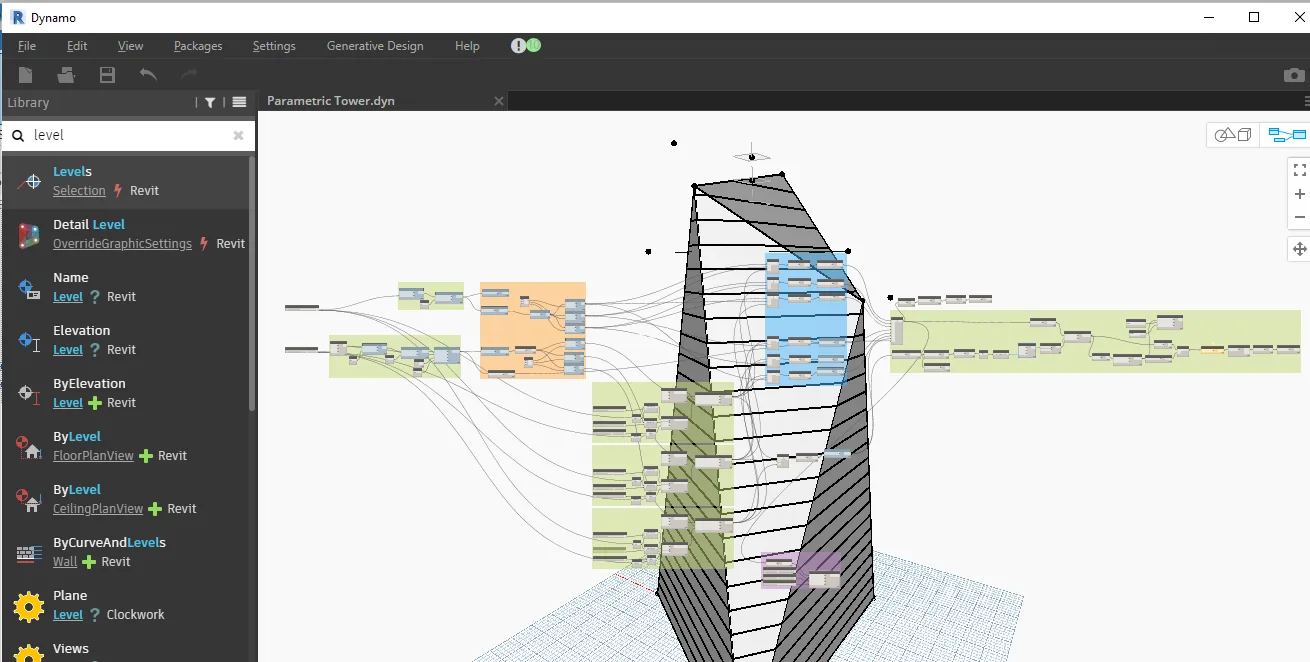 Dynamo
File Edit View Packages Settings Generative Design Help
Library
Parametric Tower.dyn
level
Levels
Selection Revit
Detail Level
OverrideGraphicSettings Revit
Name
Level ? Revit
Elevation
Level ? Revit
ByElevation
Level Revit
ByLevel
FloorPlanView Revit
ByLevel
CeilingPlanView Revit
ByCurveAndLevels
Wall Revit
Plane
Level ? Clockwork
Views